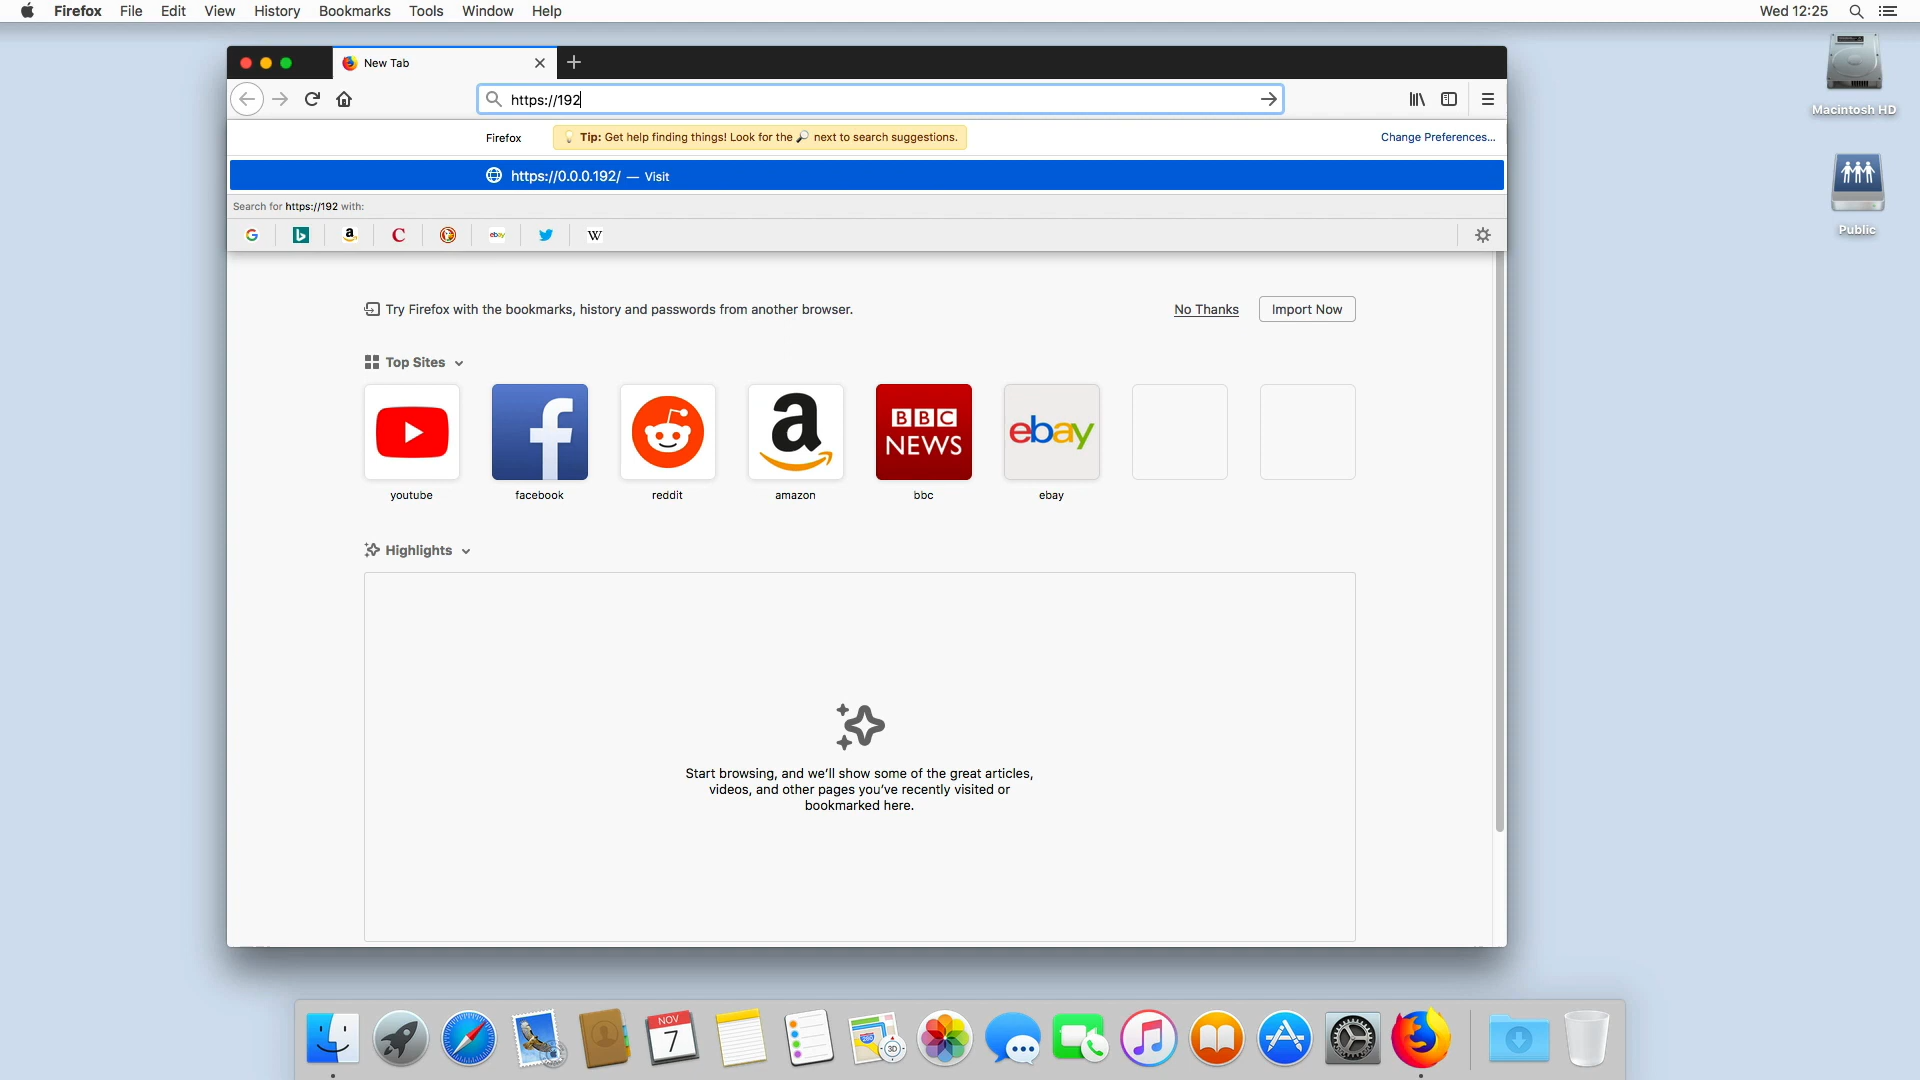 Firefox File Edit View History Bookmarks Tools Window Help Wed 12:25
New Tab
https://192
Firefox Tip: Get help finding things! Look for the next to search suggestions. Change Preferences...
https://0.0.0.192/ — Visit
Search for https://192 with:
b a C ebay W
Try Firefox with the bookmarks, history and passwords from another browser. No Thanks Import Now
Top Sites
BBC
NEWS
ebay
youtube facebook reddit amazon bbc ebay
Highlights
Start browsing, and we'll show some of the great articles,
videos, and other pages you've recently visited or
bookmarked here.
Macintosh HD
Public
NOV
7
3D